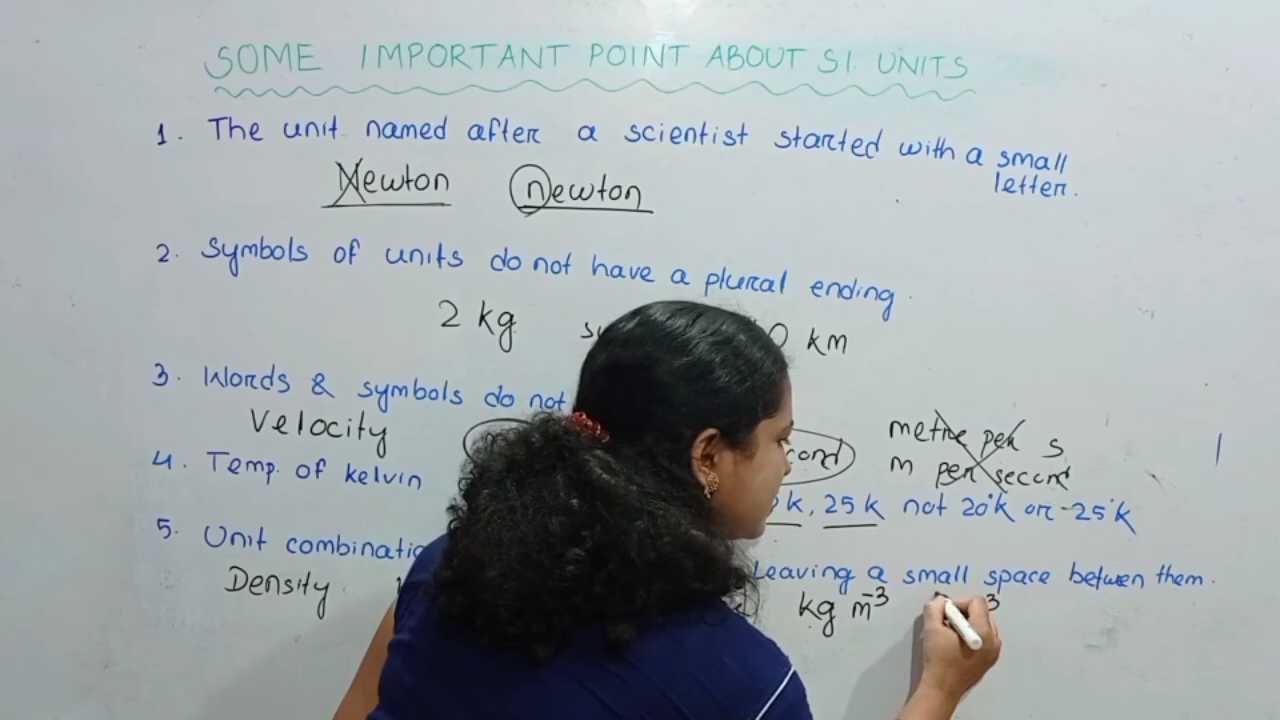 SOME IMPORTANT POINT ABOUT S.I. UNITS
1. The unit named after a scientist started with a small
letter.
Newton newton
2. Symbols of units do not have a plural ending.
2 kg km
3. Words & symbols do not
Velocity metre per s
m per second
4. Temp. of kelvin k, 25 k not 20°k or -25°k
5. Unit combinatio Leaving a small space between them.
Density kg m⁻³